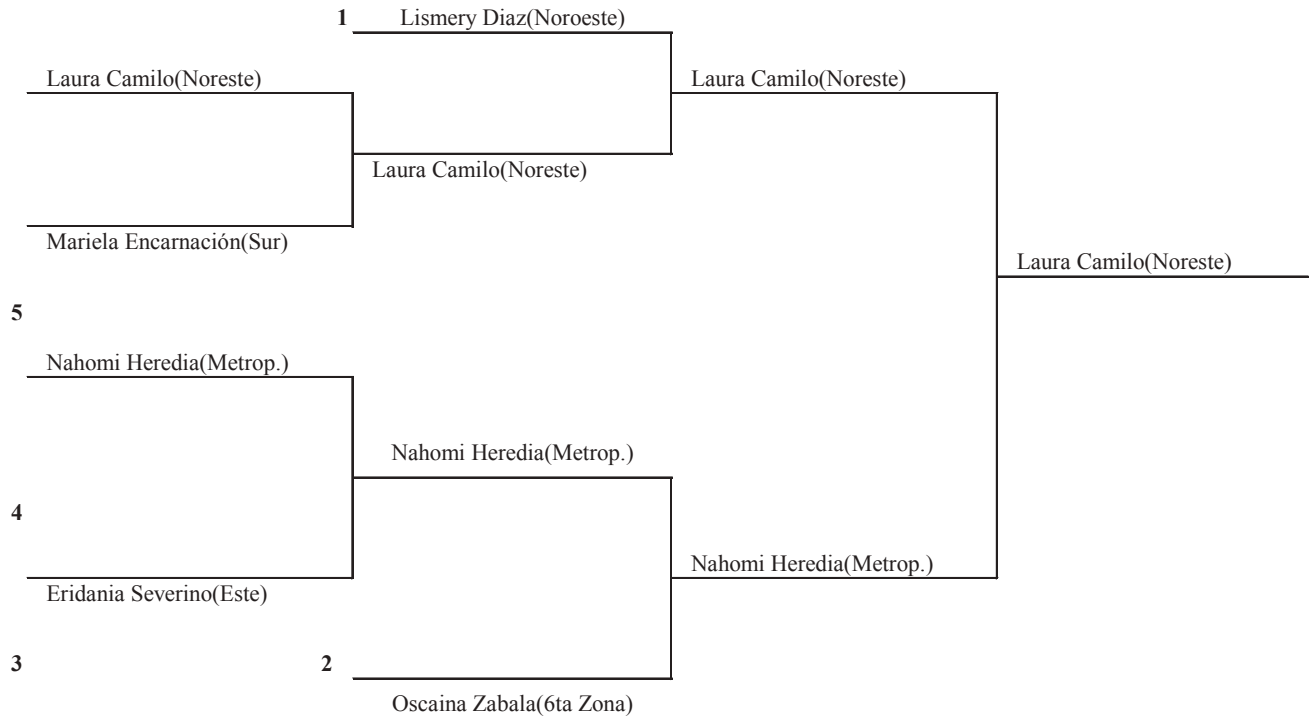 1 Lismery Diaz(Noroeste)
Laura Camilo(Noreste) Laura Camilo(Noreste)
Laura Camilo(Noreste)
Mariela Encarnación(Sur)
Laura Camilo(Noreste)
5
Nahomi Heredia(Metrop.)
Nahomi Heredia(Metrop.)
4
Nahomi Heredia(Metrop.)
Eridania Severino(Este)
3 2
Oscaina Zabala(6ta Zona)